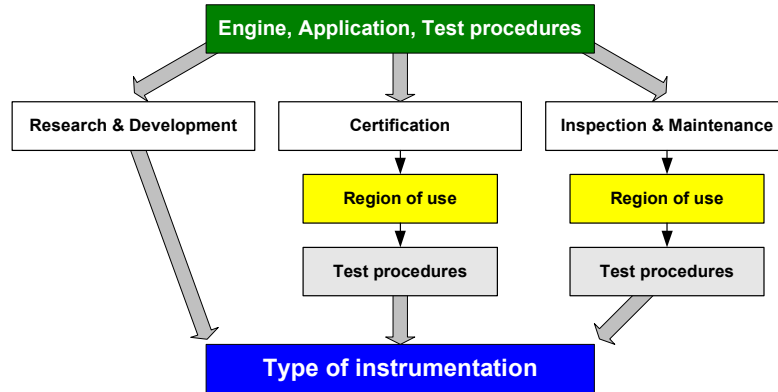 Engine, Application, Test procedures
Research & Development
Certification
Inspection & Maintenance
Region of use
Region of use
Test procedures
Test procedures
Type of instrumentation